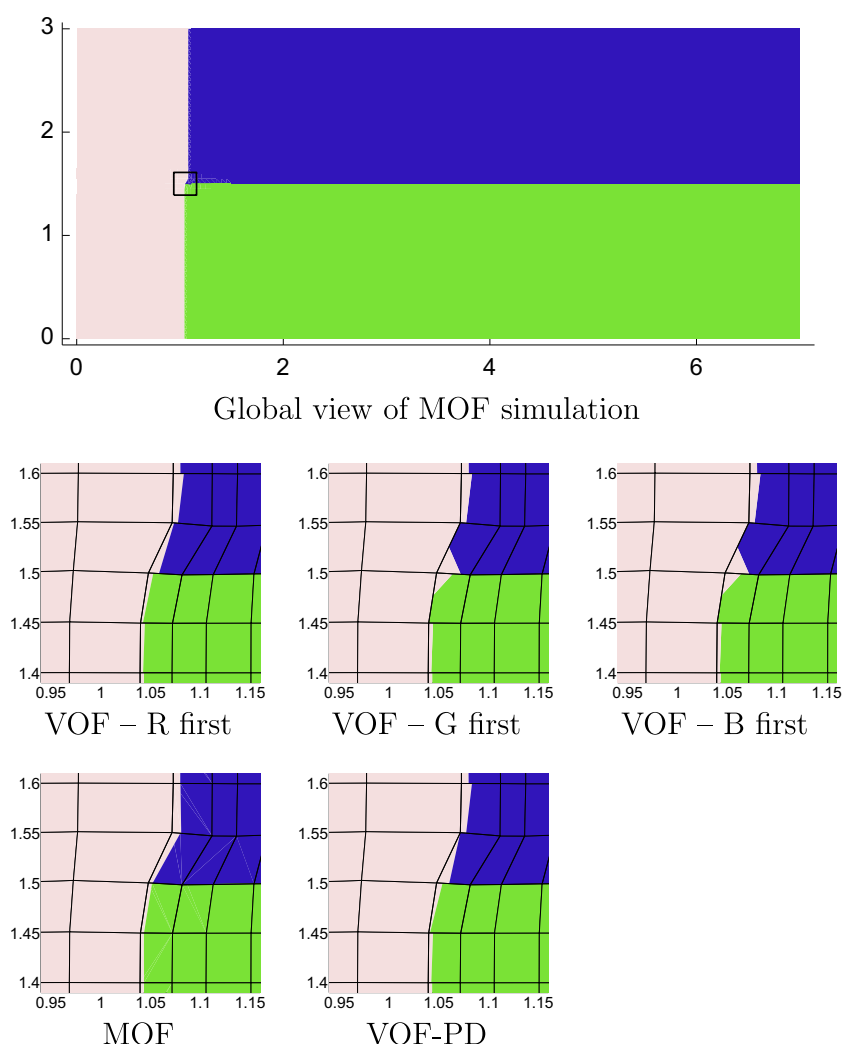 3
2
1
0
0 2 4 6
Global view of MOF simulation
1.6 1.6 1.6
1.55 1.55 1.55
1.5 1.5 1.5
1.45 1.45 1.45
1.4 1.4 1.4
0.95 1 1.05 1.1 1.15 0.95 1 1.05 1.1 1.15 0.95 1 1.05 1.1 1.15
VOF – R first VOF – G first VOF – B first
1.6 1.6
1.55 1.55
1.5 1.5
1.45 1.45
1.4 1.4
0.95 1 1.05 1.1 1.15 0.95 1 1.05 1.1 1.15
MOF VOF-PD